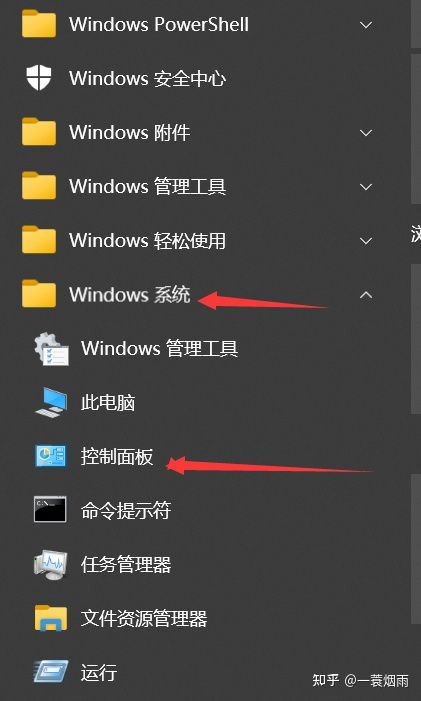 Windows PowerShell
Windows 安全中心
Windows 附件
Windows 管理工具
Windows 轻松使用
浏
Windows 系统
Windows 管理工具
此电脑
控制面板
命令提示符
任务管理器
文件资源管理器
运行
知乎 @一蓑烟雨